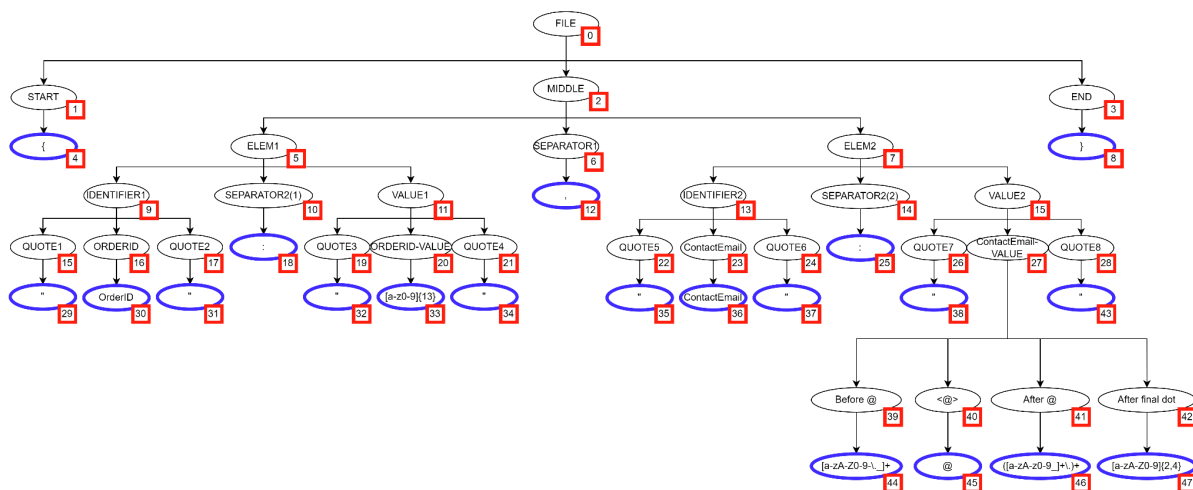 FILE
0
START
1
MIDDLE
2
END
3
{
4
ELEM1
5
SEPARATOR1
6
ELEM2
7
}
8
IDENTIFIER1
9
SEPARATOR2(1)
10
VALUE1
11
,
12
IDENTIFIER2
13
SEPARATOR2(2)
14
VALUE2
15
QUOTE1
15
ORDERID
16
QUOTE2
17
:
18
QUOTE3
19
ORDERID-VALUE
20
QUOTE4
21
QUOTE5
22
ContactEmail
23
QUOTE6
24
:
25
QUOTE7
26
ContactEmail-
VALUE
27
QUOTE8
28
"
29
OrderID
30
"
31
"
32
[a-z0-9]{13}
33
"
34
"
35
ContactEmail
36
"
37
"
38
"
43
Before @
39
<@>
40
After @
41
After final dot
42
[a-zA-Z0-9-\._]+
44
@
45
([a-zA-z0-9_]+\.)+
46
[a-zA-Z0-9]{2,4}
47